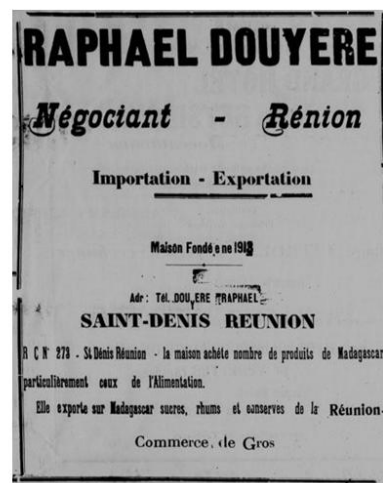 RAPHAEL DOUYERE
Négociant - Rénion
Importation - Exportation
Maison Fondé,e ne 1913
Adr: Tél. DOUYERE RAPHAEL
SAINT-DENIS REUNION
R C N° 273 - St Dénis Réunion - la maison achéte nombre de produits de Madagascar
particulièrement ceux de l'Alimentation.
Elle exporte sur Madagascar sucres, rhums et conserves de la Réunion-
Commerce, de Gros